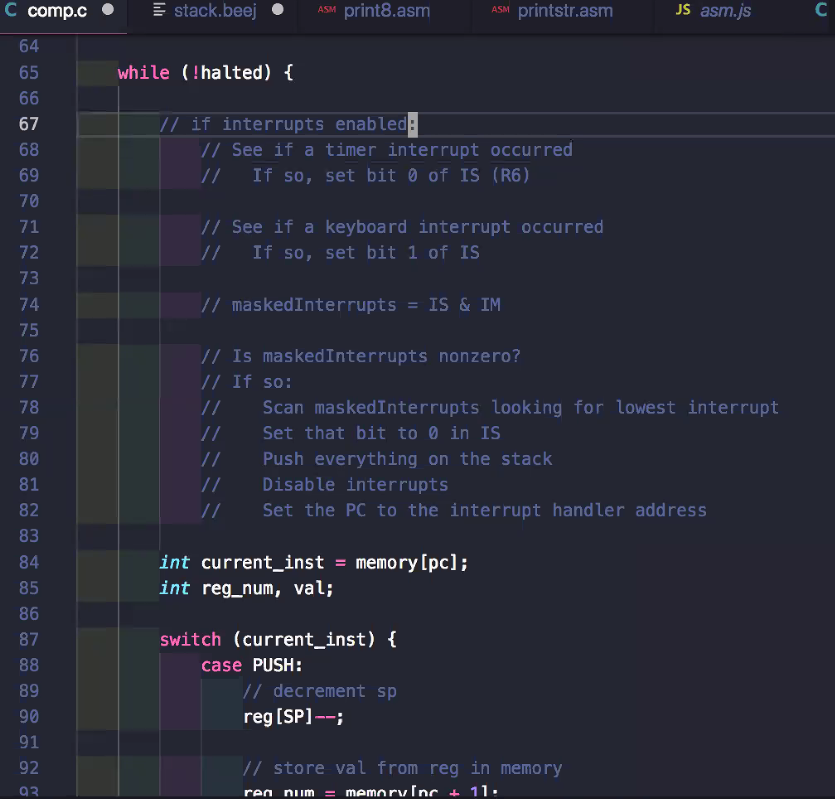 C comp.c ● stack.beej ● ASM print8.asm ASM printstr.asm JS asm.js C
64
65 while (!halted) {
66
67 // if interrupts enabled:
68 // See if a timer interrupt occurred
69 //   If so, set bit 0 of IS (R6)
70
71 // See if a keyboard interrupt occurred
72 //   If so, set bit 1 of IS
73
74 // maskedInterrupts = IS & IM
75
76 // Is maskedInterrupts nonzero?
77 // If so:
78 //    Scan maskedInterrupts looking for lowest interrupt
79 //    Set that bit to 0 in IS
80 //    Push everything on the stack
81 //    Disable interrupts
82 //    Set the PC to the interrupt handler address
83
84 int current_inst = memory[pc];
85 int reg_num, val;
86
87 switch (current_inst) {
88 case PUSH:
89 // decrement sp
90 reg[SP]--;
91
92 // store val from reg in memory
93 reg_num = memory[pc + 1];